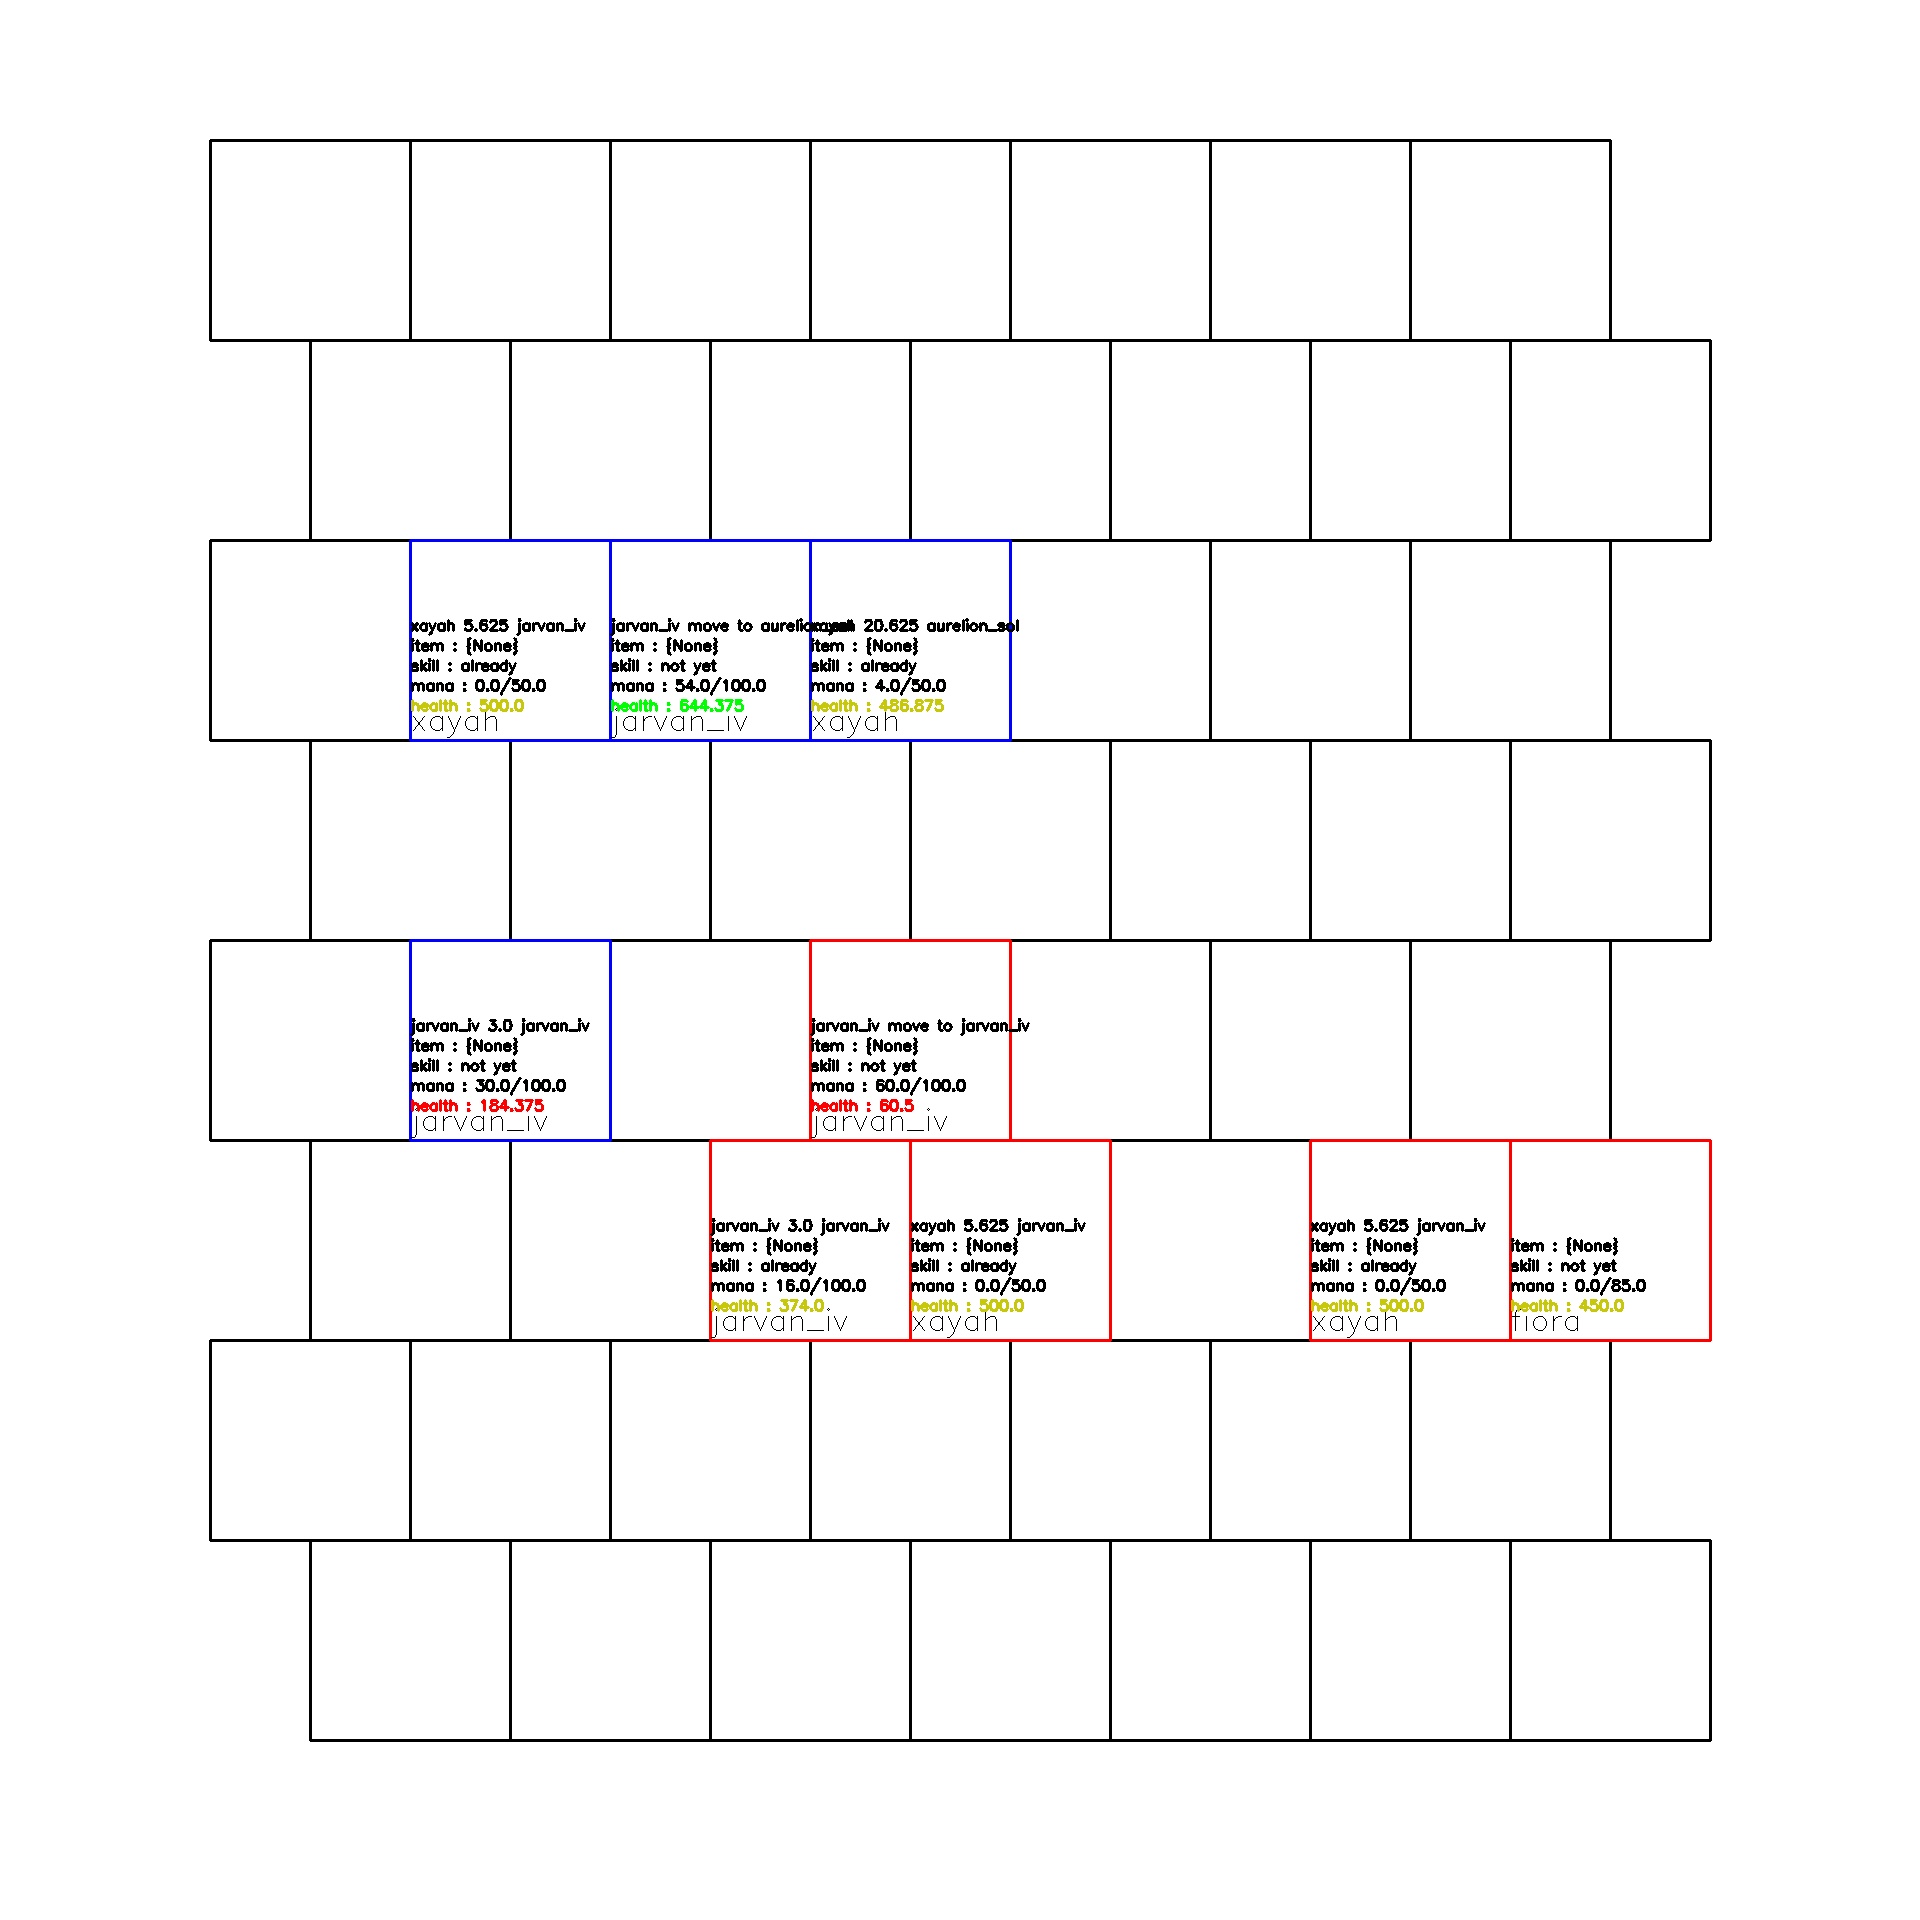 xayah 5.625 jarvan_iv
item : {None}
skill : already
mana : 0.0/50.0
health : 500.0
xayah
jarvan_iv move to
item : {None}
skill : not yet
mana : 54.0/100.0
health : 644.375
jarvan_iv
xayah 20.625 aurelion_sol
item : {None}
skill : already
mana : 4.0/50.0
health : 486.875
xayah
jarvan_iv 3.0 jarvan_iv
item : {None}
skill : not yet
mana : 30.0/100.0
health : 184.375
jarvan_iv
jarvan_iv move to jarvan_iv
item : {None}
skill : not yet
mana : 60.0/100.0
health : 60.5
jarvan_iv
jarvan_iv 3.0 jarvan_iv
item : {None}
skill : already
mana : 16.0/100.0
health : 374.0
jarvan_iv
xayah 5.625 jarvan_iv
item : {None}
skill : already
mana : 0.0/50.0
health : 500.0
xayah
xayah 5.625 jarvan_iv
item : {None}
skill : already
mana : 0.0/50.0
health : 500.0
xayah
item : {None}
skill : not yet
mana : 0.0/85.0
health : 450.0
fiora